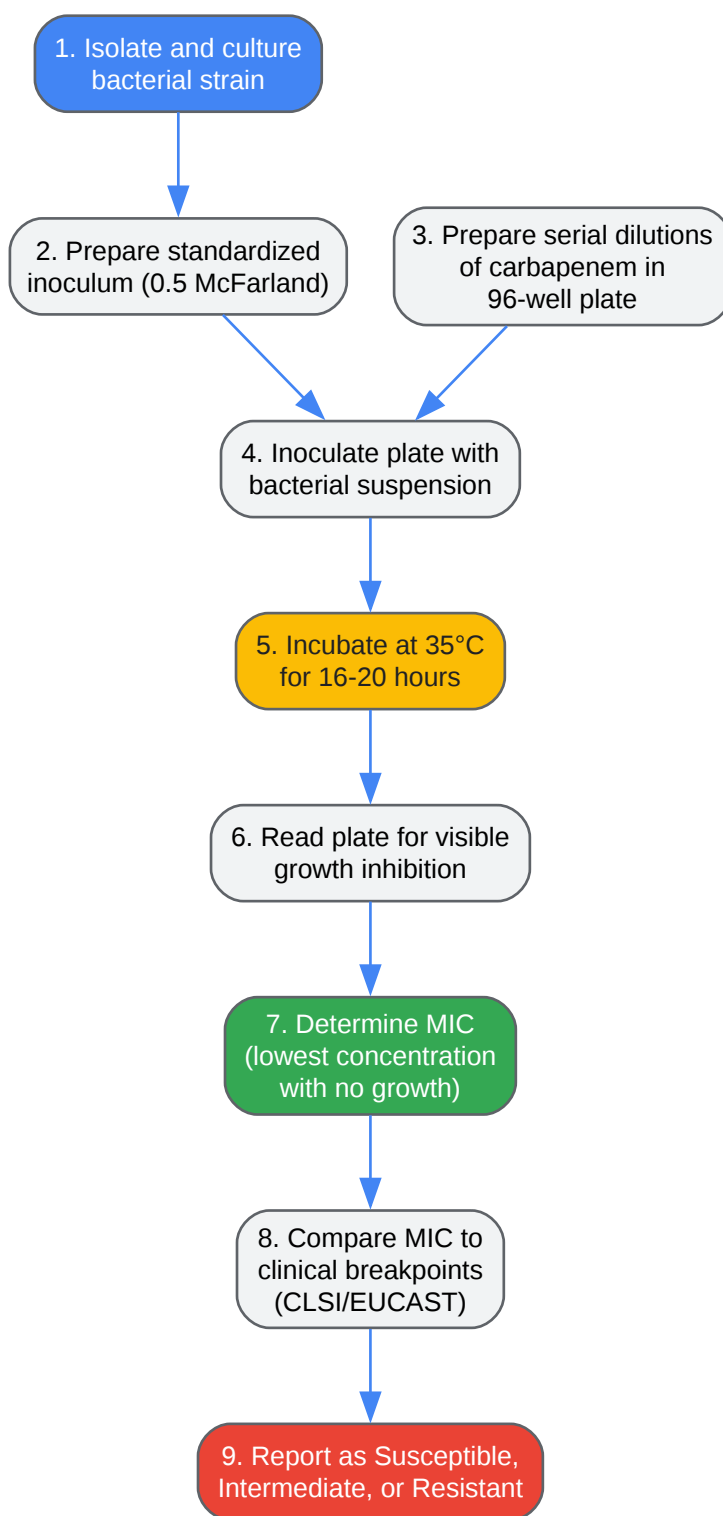 1. Isolate and culture
bacterial strain
2. Prepare standardized
inoculum (0.5 McFarland)
3. Prepare serial dilutions
of carbapenem in
96-well plate
4. Inoculate plate with
bacterial suspension
5. Incubate at 35°C
for 16-20 hours
6. Read plate for visible
growth inhibition
7. Determine MIC
(lowest concentration
with no growth)
8. Compare MIC to
clinical breakpoints
(CLSI/EUCAST)
9. Report as Susceptible,
Intermediate, or Resistant